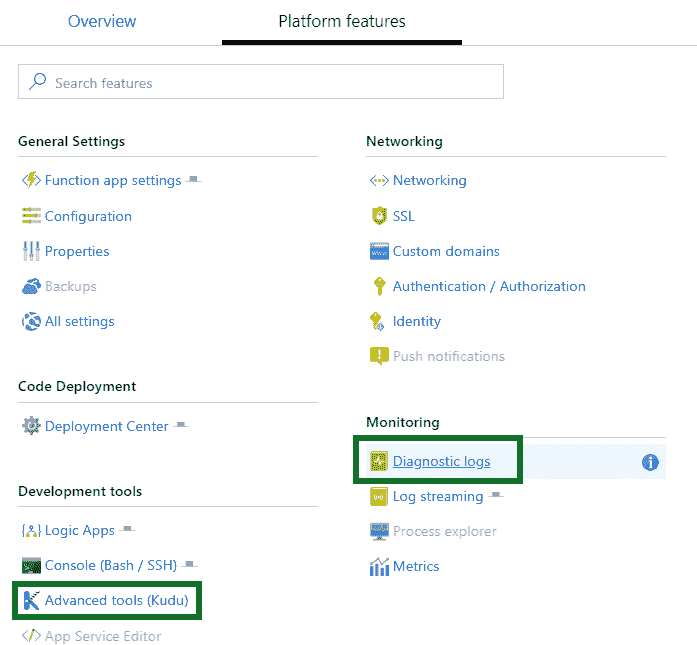 Overview
Platform features
Search features
General Settings
Function app settings
Configuration
Properties
Backups
All settings
Code Deployment
Deployment Center
Development tools
Logic Apps
Console (Bash / SSH)
Advanced tools (Kudu)
App Service Editor
Networking
Networking
SSL
Custom domains
Authentication / Authorization
Identity
Push notifications
Monitoring
Diagnostic logs
Log streaming
Process explorer
Metrics